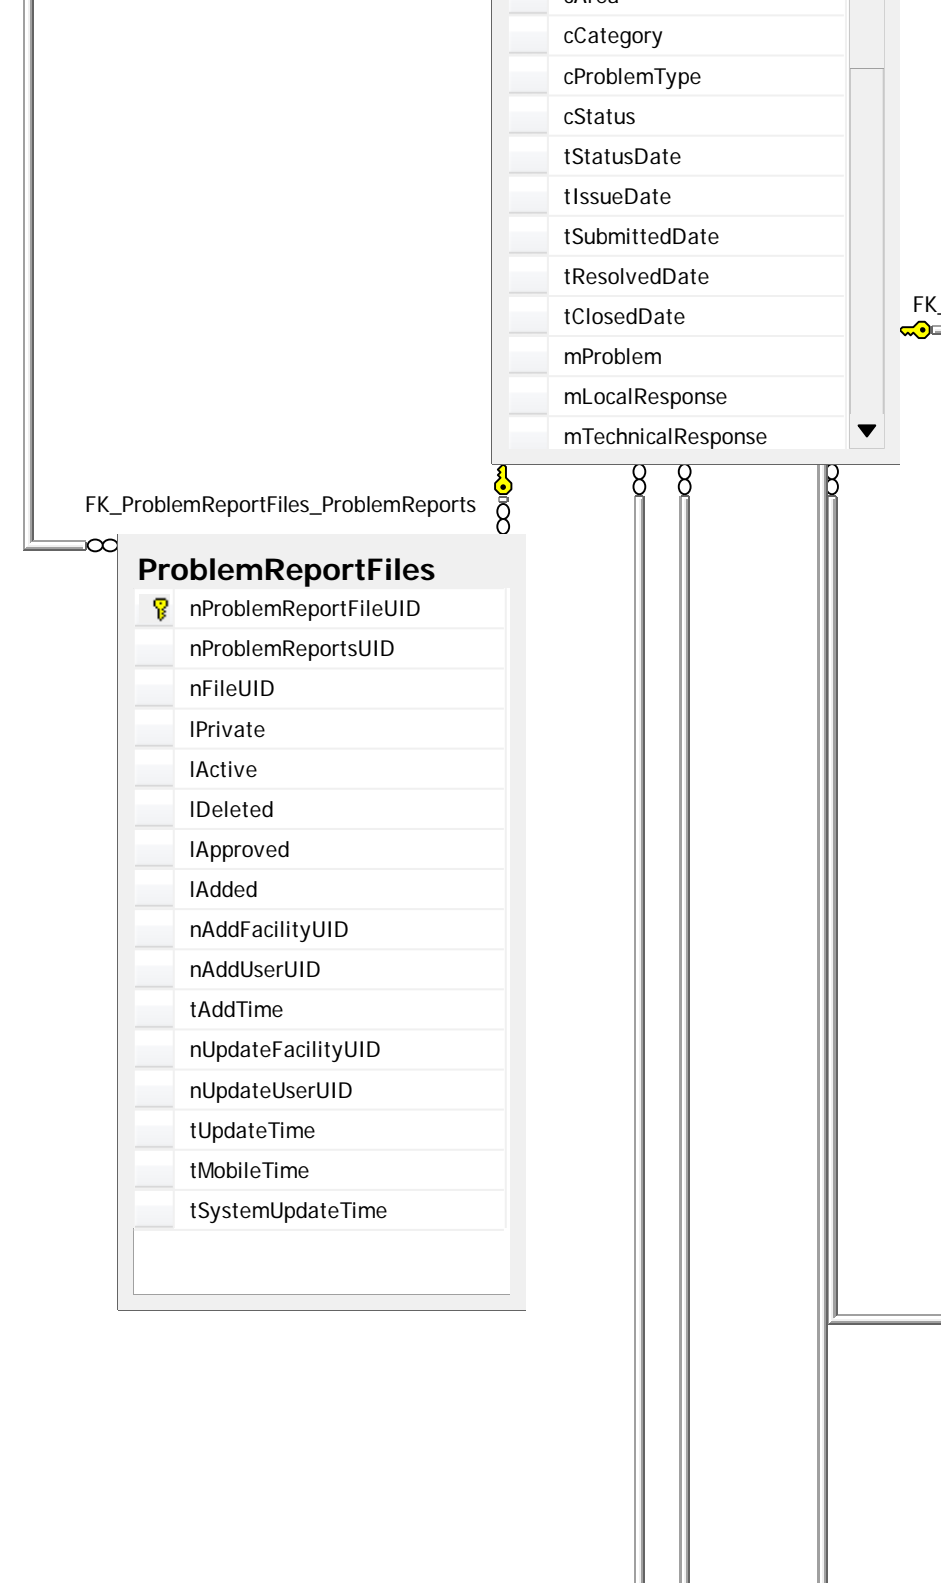 cCategory
cProblemType
cStatus
tStatusDate
tIssueDate
tSubmittedDate
tResolvedDate
tClosedDate
mProblem
mLocalResponse
mTechnicalResponse
FK_
FK_ProblemReportFiles_ProblemReports
ProblemReportFiles
nProblemReportFileUID
nProblemReportsUID
nFileUID
lPrivate
lActive
lDeleted
lApproved
lAdded
nAddFacilityUID
nAddUserUID
tAddTime
nUpdateFacilityUID
nUpdateUserUID
tUpdateTime
tMobileTime
tSystemUpdateTime